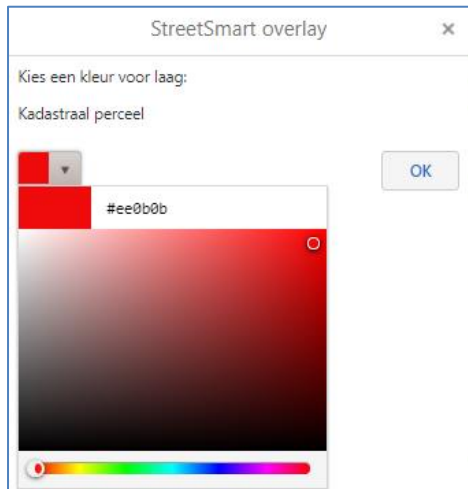 StreetSmart overlay
Kies een kleur voor laag:
Kadastraal perceel
OK
#ee0b0b